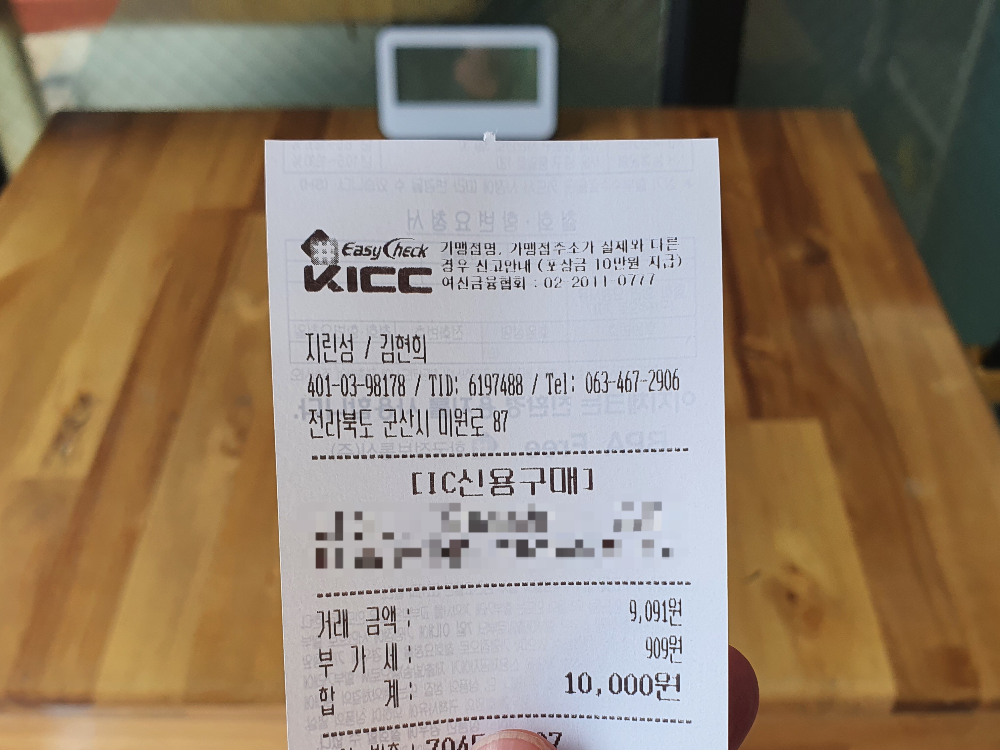 EasyCheck
KICC
가맹점명, 가맹점주소가 실제와 다른
경우 신고안내 (포상금 10만원 지급)
여신금융협회 : 02-2011-0777
지린성 / 김현희
401-03-98178 / TID: 6197488 / Tel: 063-467-2906
전라북도 군산시 미원로 87
[IC신용구매]
거래 금액 : 9,091원
부 가 세 : 909원
합 계 : 10,000원